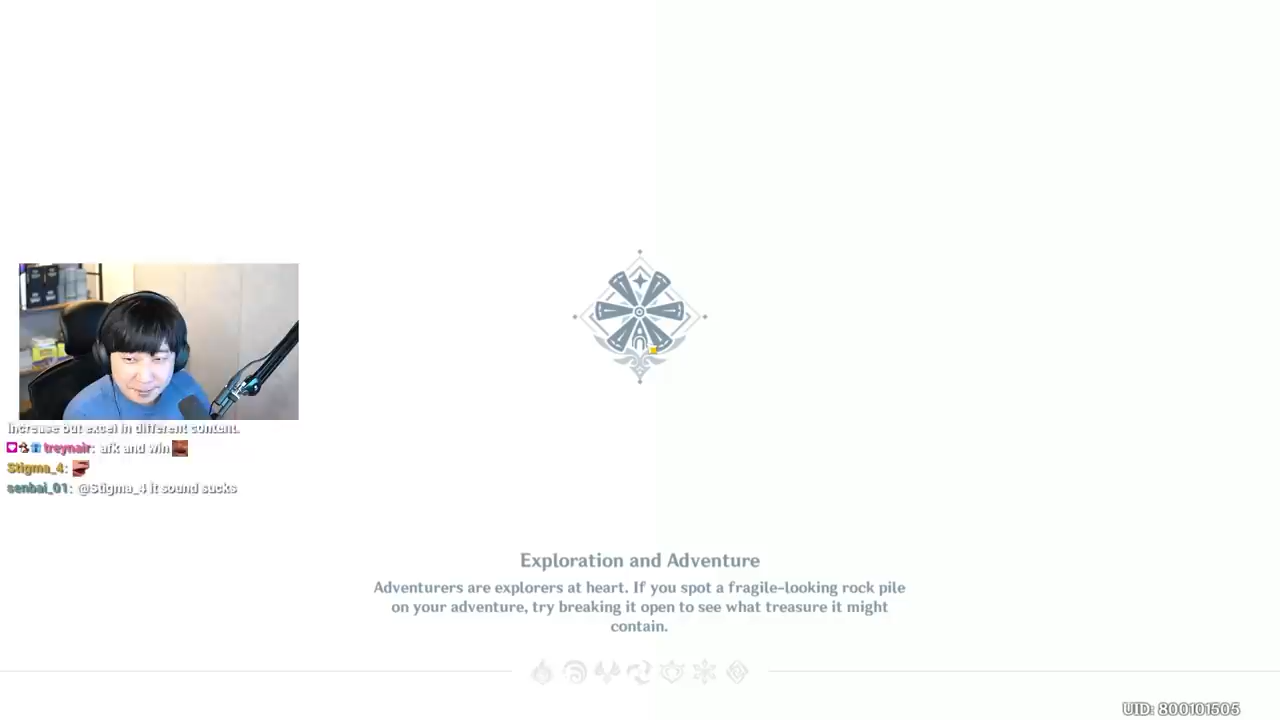 increase but excel in different content.
treynair: afk and win
Stigma_4:
senbai_01: @Stigma_4 it sound sucks
Exploration and Adventure
Adventurers are explorers at heart. If you spot a fragile-looking rock pile
on your adventure, try breaking it open to see what treasure it might
contain.
UID: 800101505